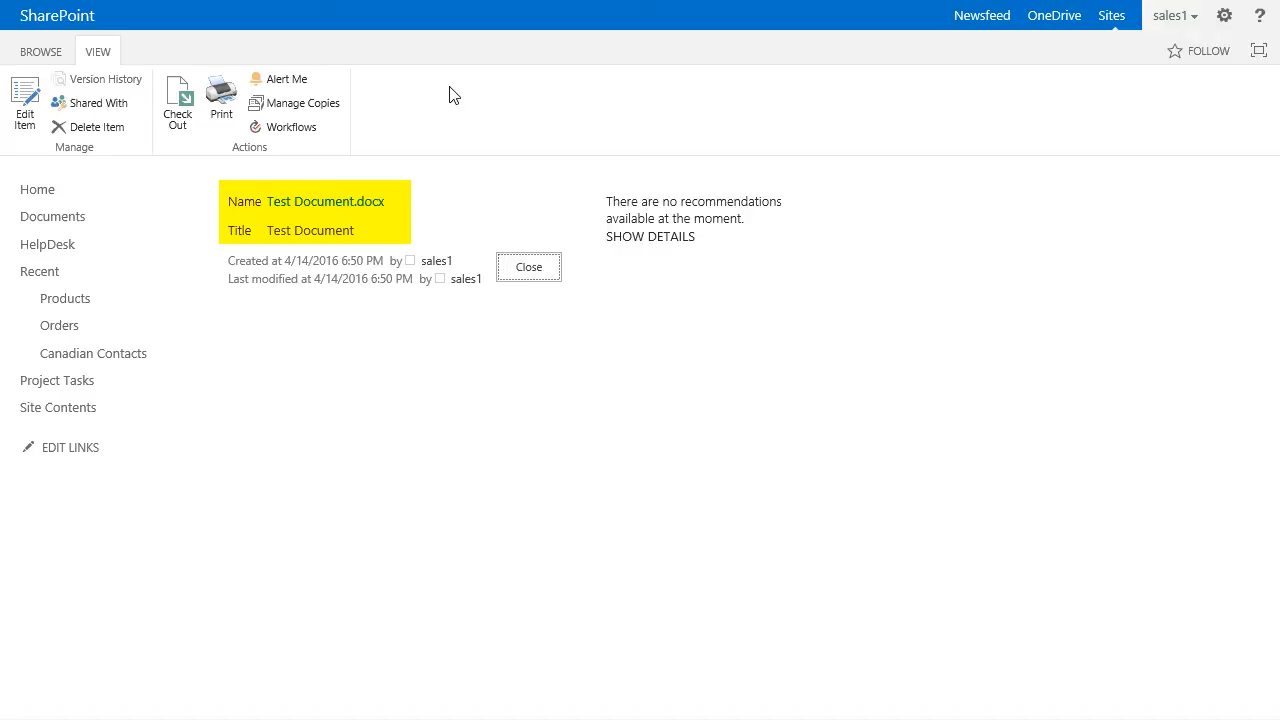 SharePoint
Newsfeed OneDrive Sites sales1 ?
BROWSE VIEW
FOLLOW
Edit Item
Version History
Shared With
Delete Item
Manage
Check Out
Print
Alert Me
Manage Copies
Workflows
Actions
Home
Documents
HelpDesk
Recent
Products
Orders
Canadian Contacts
Project Tasks
Site Contents
EDIT LINKS
Name Test Document.docx
Title Test Document
Created at 4/14/2016 6:50 PM by sales1
Last modified at 4/14/2016 6:50 PM by sales1
Close
There are no recommendations
available at the moment.
SHOW DETAILS